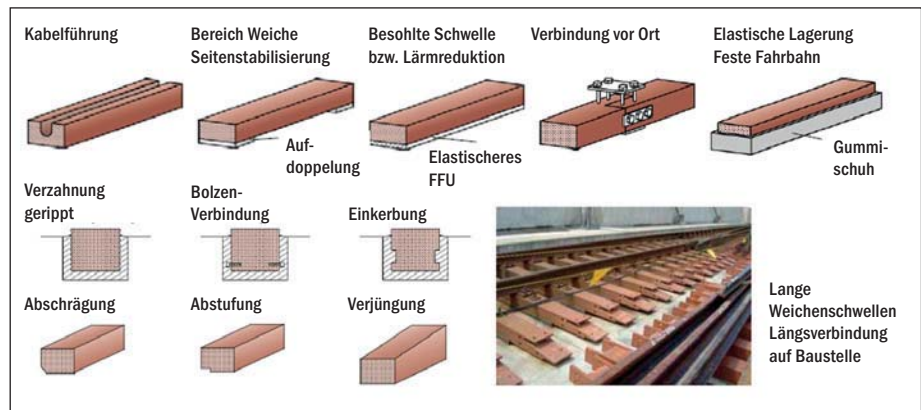 Kabelführung
Bereich Weiche
Seitenstabilisierung
Besohlte Schwelle
bzw. Lärmreduktion
Verbindung vor Ort
Elastische Lagerung
Feste Fahrbahn
Auf-
doppelung
Elastischeres
FFU
Gummi-
schuh
Verzahnung
gerippt
Bolzen-
Verbindung
Einkerbung
Abschrägung
Abstufung
Verjüngung
Lange
Weichenschwellen
Längsverbindung
auf Baustelle